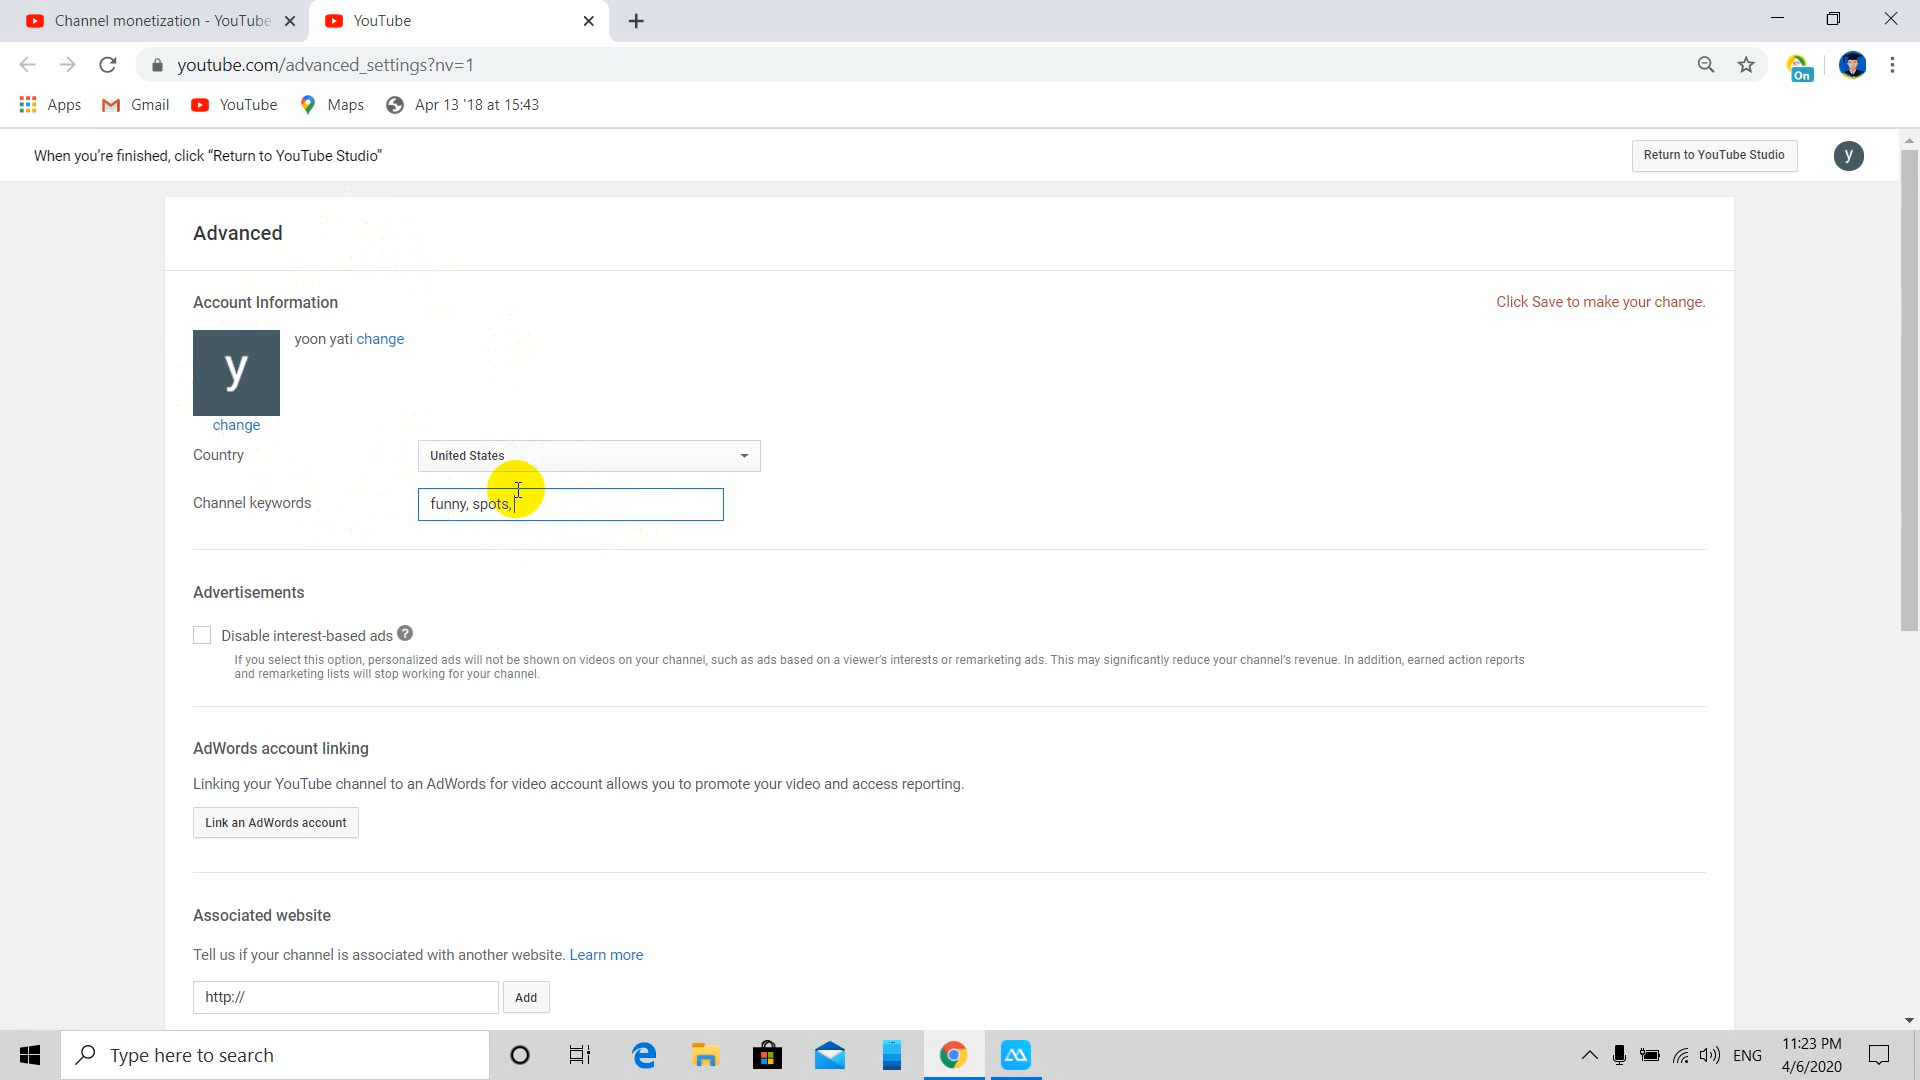 Channel monetization - YouTube
YouTube
youtube.com/advanced_settings?nv=1
On
Apps
Gmail
YouTube
Maps
Apr 13 '18 at 15:43
When you're finished, click “Return to YouTube Studio”
Return to YouTube Studio
y
Advanced
Account Information
Click Save to make your change.
y
yoon yati change
change
Country
United States
Channel keywords
funny, spots,
Advertisements
Disable interest-based ads ?
If you select this option, personalized ads will not be shown on videos on your channel, such as ads based on a viewer's interests or remarketing ads. This may significantly reduce your channel's revenue. In addition, earned action reports
and remarketing lists will stop working for your channel.
AdWords account linking
Linking your YouTube channel to an AdWords for video account allows you to promote your video and access reporting.
Link an AdWords account
Associated website
Tell us if your channel is associated with another website. Learn more
http://
Add
Type here to search
ENG
11:23 PM
4/6/2020